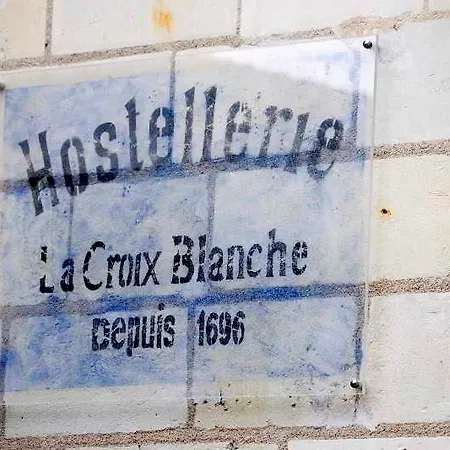 Hostellerie
La Croix Blanche
Depuis 1696